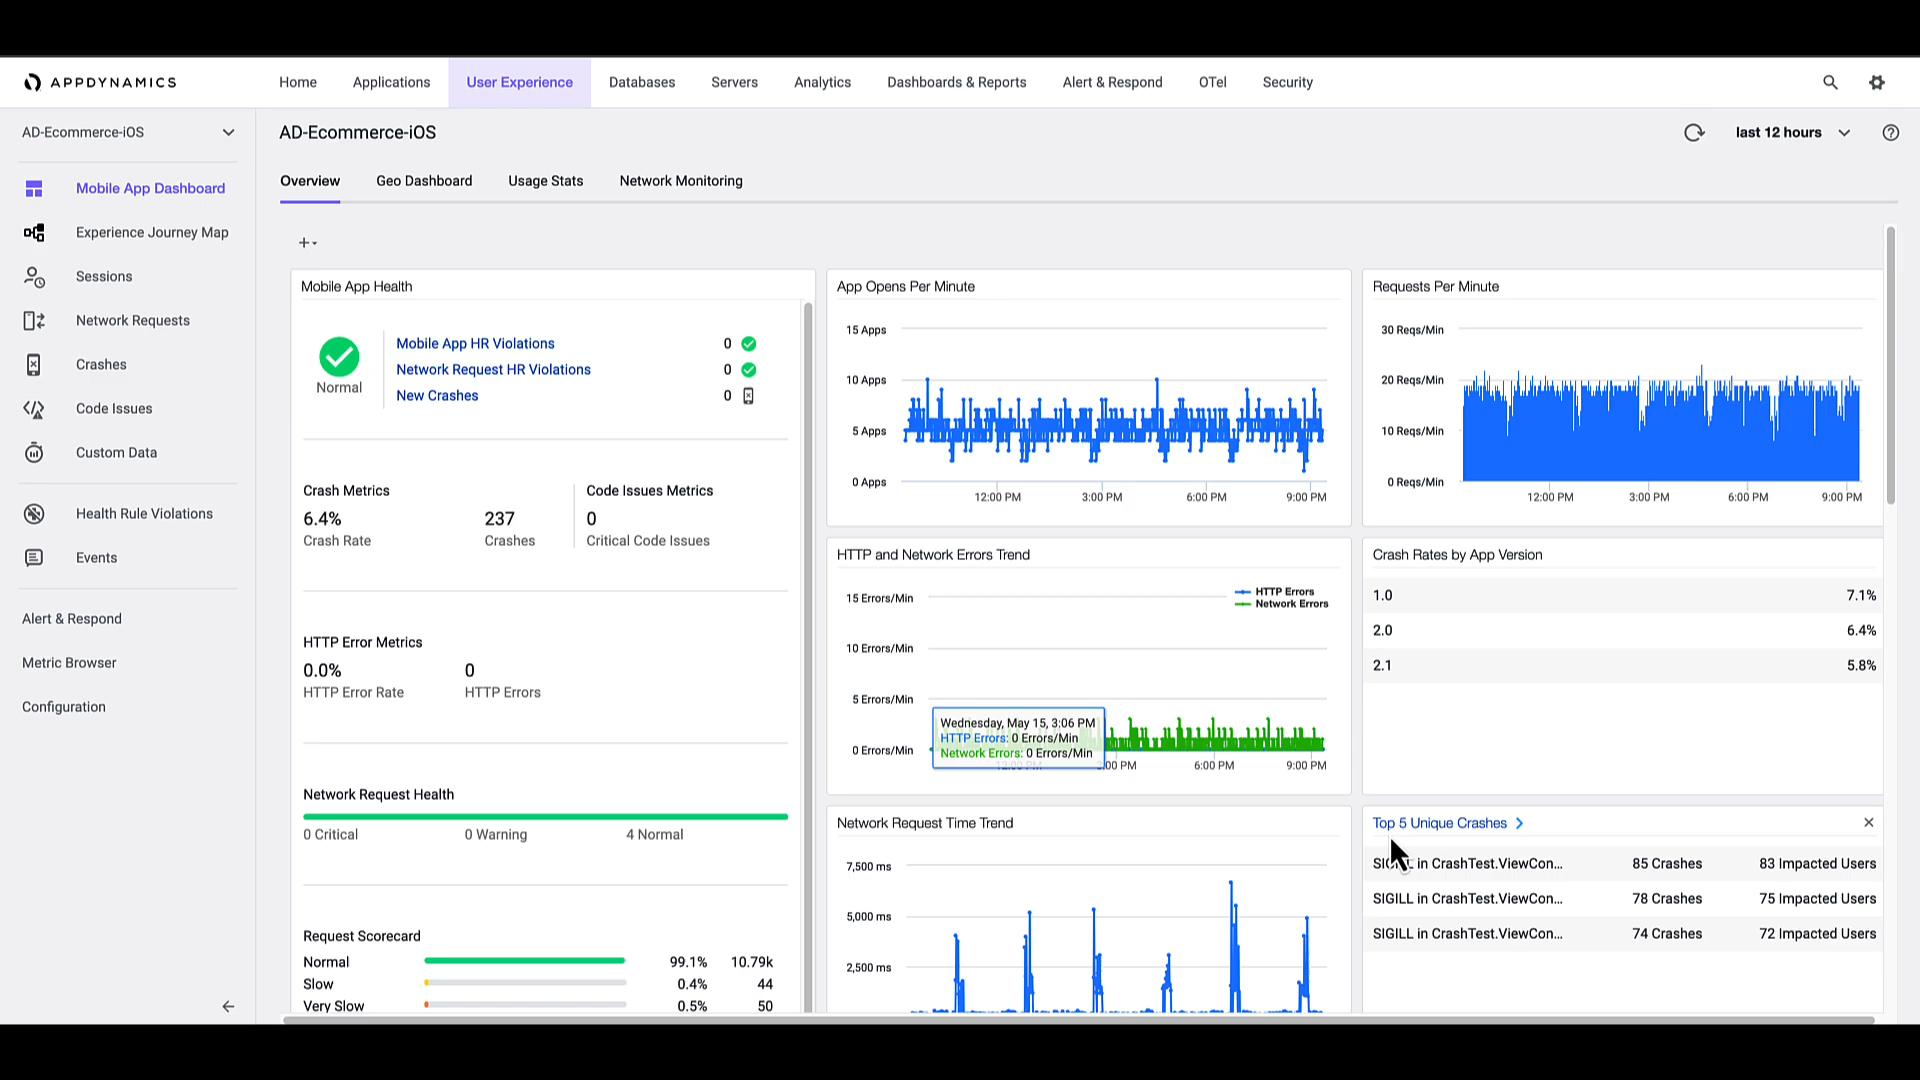 APPDYNAMICS
Home
Applications
User Experience
Databases
Servers
Analytics
Dashboards & Reports
Alert & Respond
OTel
Security
AD-Ecommerce-iOS
Mobile App Dashboard
Experience Journey Map
Sessions
Network Requests
Crashes
Code Issues
Custom Data
Health Rule Violations
Events
Alert & Respond
Metric Browser
Configuration
AD-Ecommerce-iOS
last 12 hours
Overview
Geo Dashboard
Usage Stats
Network Monitoring
Mobile App Health
Normal
Mobile App HR Violations 0
Network Request HR Violations 0
New Crashes 0
Crash Metrics
6.4% 237
Crash Rate Crashes
Code Issues Metrics
0
Critical Code Issues
HTTP Error Metrics
0.0% 0
HTTP Error Rate HTTP Errors
Network Request Health
0 Critical 0 Warning 4 Normal
Request Scorecard
Normal 99.1% 10.79k
Slow 0.4% 44
Very Slow 0.5% 50
App Opens Per Minute
15 Apps
10 Apps
5 Apps
0 Apps
12:00 PM 3:00 PM 6:00 PM 9:00 PM
Requests Per Minute
30 Reqs/Min
20 Reqs/Min
10 Reqs/Min
0 Reqs/Min
12:00 PM 3:00 PM 6:00 PM 9:00 PM
HTTP and Network Errors Trend
HTTP Errors
Network Errors
15 Errors/Min
10 Errors/Min
5 Errors/Min
0 Errors/Min
Wednesday, May 15, 3:06 PM
HTTP Errors: 0 Errors/Min
Network Errors: 0 Errors/Min
12:00 PM 3:00 PM 6:00 PM 9:00 PM
Crash Rates by App Version
1.0 7.1%
2.0 6.4%
2.1 5.8%
Network Request Time Trend
7,500 ms
5,000 ms
2,500 ms
Top 5 Unique Crashes
SIGILL in CrashTest.ViewCon... 85 Crashes 83 Impacted Users
SIGILL in CrashTest.ViewCon... 78 Crashes 75 Impacted Users
SIGILL in CrashTest.ViewCon... 74 Crashes 72 Impacted Users